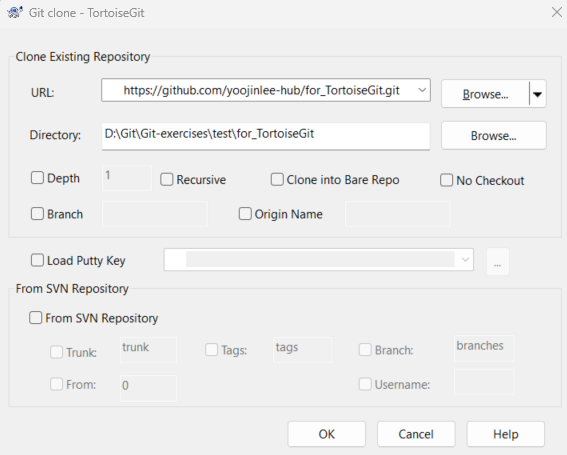 Git clone - TortoiseGit
Clone Existing Repository
URL: https://github.com/yoojinlee-hub/for_TortoiseGit.git Browse...
Directory: D:\Git\Git-exercises\test\for_TortoiseGit Browse...
Depth 1 Recursive Clone into Bare Repo No Checkout
Branch Origin Name
Load Putty Key ...
From SVN Repository
From SVN Repository
Trunk: trunk Tags: tags Branch: branches
From: 0 Username:
OK Cancel Help